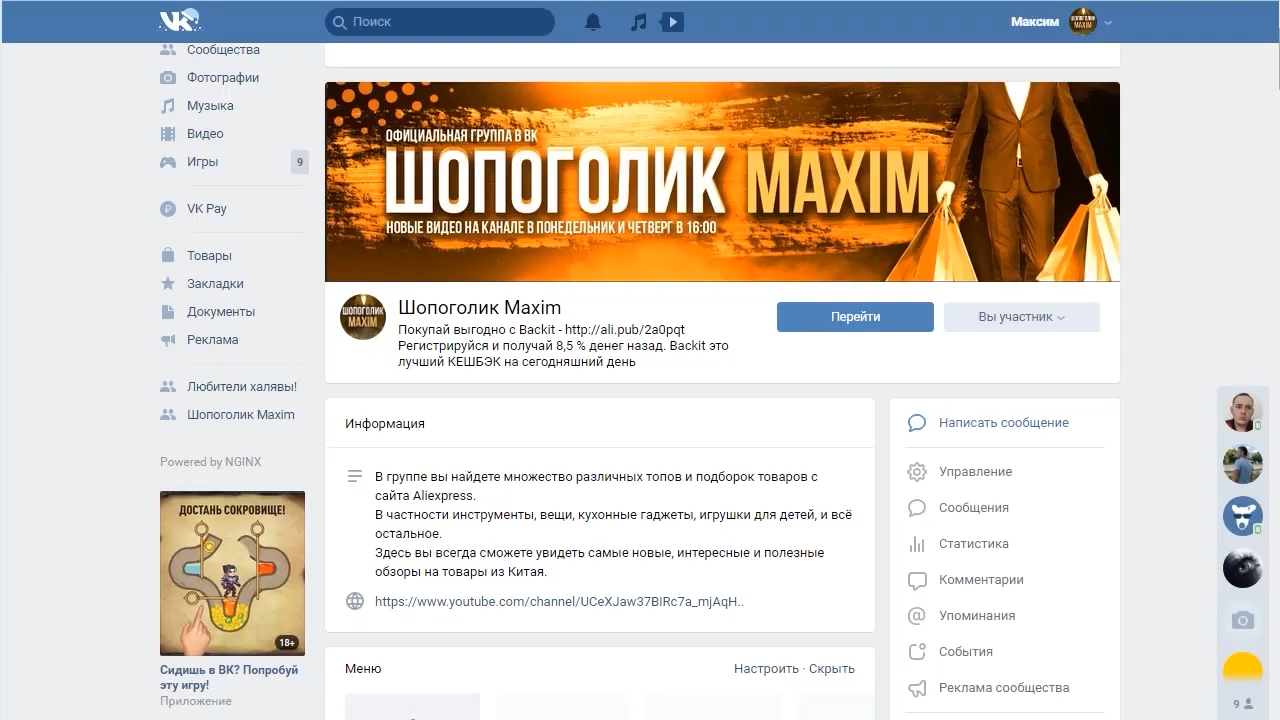 VK
Поиск
Максим
ШОПОГОЛИК
MAXIM
Сообщества
Фотографии
Музыка
Видео
Игры
9
VK Pay
Товары
Закладки
Документы
Реклама
Любители халявы!
Шопоголик Maxim
Powered by NGINX
ДОСТАНЬ СОКРОВИЩЕ!
18+
Сидишь в ВК? Попробуй
эту игру!
Приложение
ОФИЦИАЛЬНАЯ ГРУППА В ВК
ШОПОГОЛИК MAXIM
НОВЫЕ ВИДЕО НА КАНАЛЕ В ПОНЕДЕЛЬНИК И ЧЕТВЕРГ В 16:00
ШОПОГОЛИК
MAXIM
Шопоголик Maxim
Покупай выгодно с Backit - http://ali.pub/2a0pqt
Регистрируйся и получай 8,5 % денег назад. Backit это
лучший КЕШБЭК на сегодняшний день
Перейти
Вы участник
Информация
В группе вы найдете множество различных топов и подборок товаров с
сайта Aliexpress.
В частности инструменты, вещи, кухонные гаджеты, игрушки для детей, и всё
остальное.
Здесь вы всегда сможете увидеть самые новые, интересные и полезные
обзоры на товары из Китая.
https://www.youtube.com/channel/UCeXJaw37BIRc7a_mjAqH..
Меню
Настроить · Скрыть
Написать сообщение
Управление
Сообщения
Статистика
Комментарии
Упоминания
События
Реклама сообщества
9